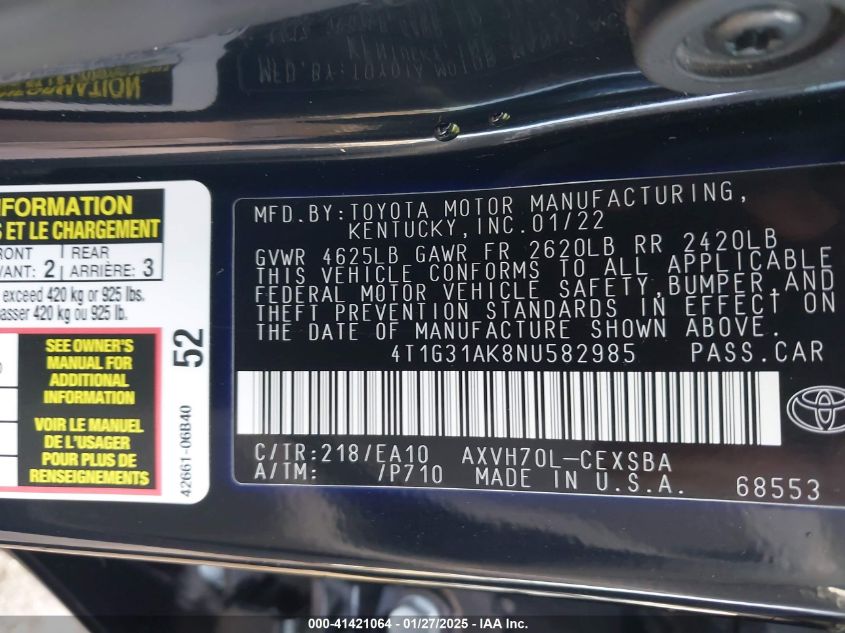 NFORMATION
S ET LE CHARGEMENT
RONT
REAR
VANT: 2
ARRIÈRE: 3
exceed 420 kg or 925 lbs.
passer 420 kg ou 925 lb.
SEE OWNER'S
MANUAL FOR
ADDITIONAL
INFORMATION
VOIR LE MANUEL
DE L'USAGER
POUR PLUS DE
RENSEIGNEMENTS
52
42661-06B40
MFD.BY:TOYOTA MOTOR MANUFACTURING,
KENTUCKY,INC.01/22
GVWR 4625LB GAWR FR 2620LB RR 2420LB
THIS VEHICLE CONFORMS TO ALL APPLICABLE
FEDERAL MOTOR VEHICLE SAFETY,BUMPER,AND
THEFT PREVENTION STANDARDS IN EFFECT ON
THE DATE OF MANUFACTURE SHOWN ABOVE.
4T1G31AK8NU582985 PASS.CAR
C/TR:218/EA10 AXVH70L-CEXSBA
A/TM: /P710 MADE IN U.S.A.
68553
000-41421064 | 01/27/2025 | IAA Inc.